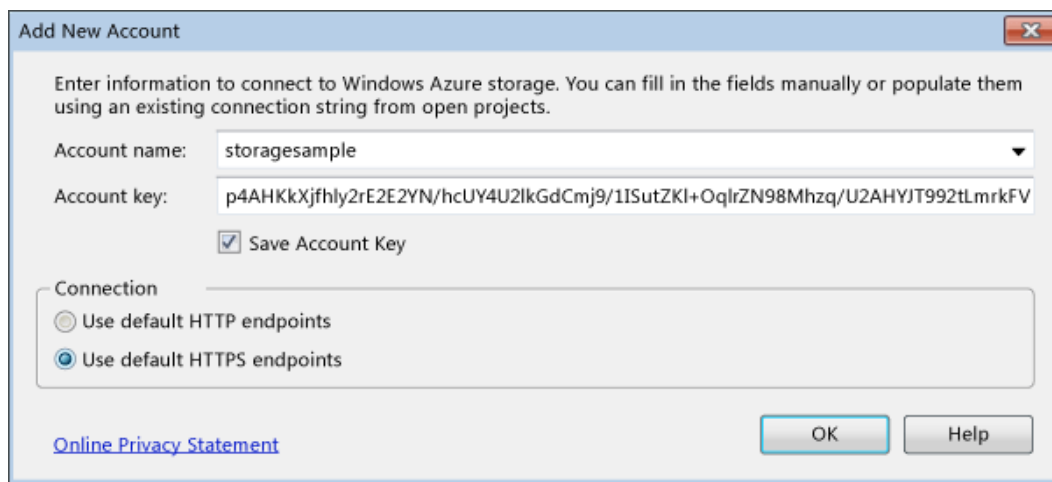 Add New Account
Enter information to connect to Windows Azure storage. You can fill in the fields manually or populate them
using an existing connection string from open projects.
Account name: storagesample
Account key: p4AHKkXjfhly2rE2E2YN/hcUY4U2lkGdCmj9/1ISutZKl+OqlrZN98Mhzq/U2AHYJT992tLmrkFV
Save Account Key
Connection
Use default HTTP endpoints
Use default HTTPS endpoints
Online Privacy Statement
OK
Help